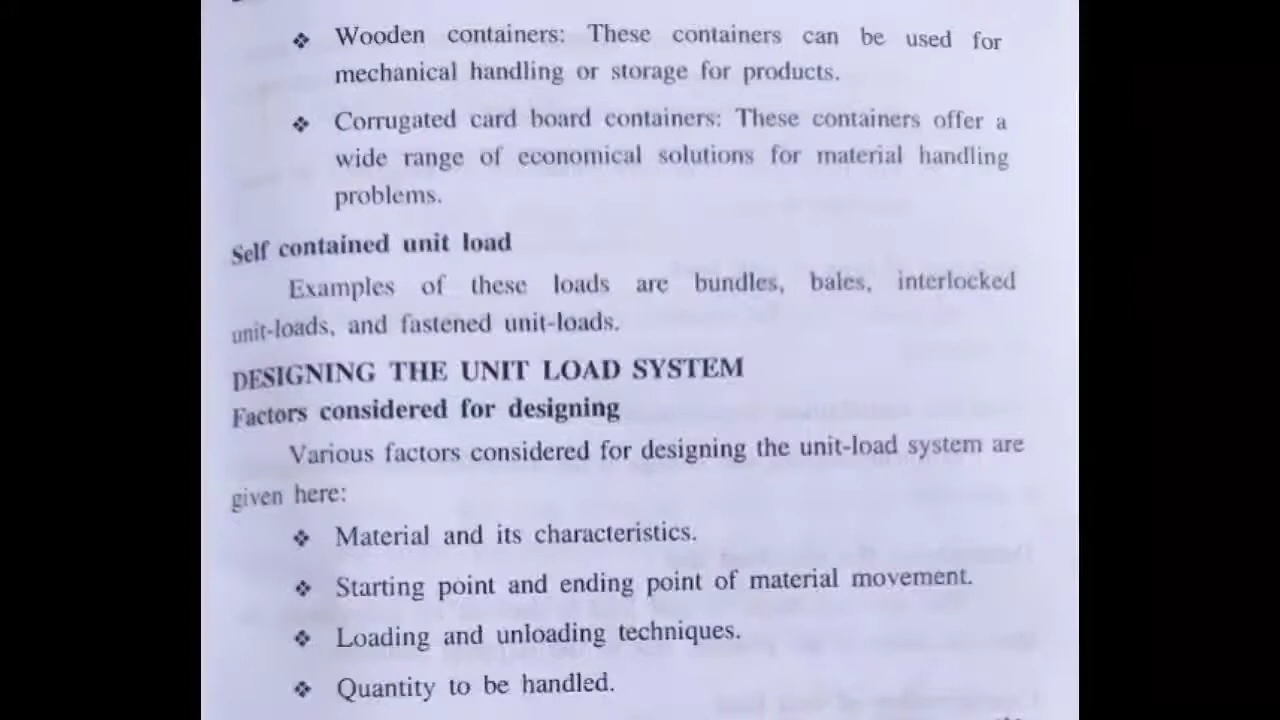 ❖ Wooden containers: These containers can be used for
mechanical handling or storage for products.
❖ Corrugated card board containers: These containers offer a
wide range of economical solutions for material handling
problems.
Self contained unit load
Examples of these loads are bundles, bales, interlocked
unit-loads, and fastened unit-loads.
DESIGNING THE UNIT LOAD SYSTEM
Factors considered for designing
Various factors considered for designing the unit-load system are
given here:
❖ Material and its characteristics.
❖ Starting point and ending point of material movement.
❖ Loading and unloading techniques.
❖ Quantity to be handled.